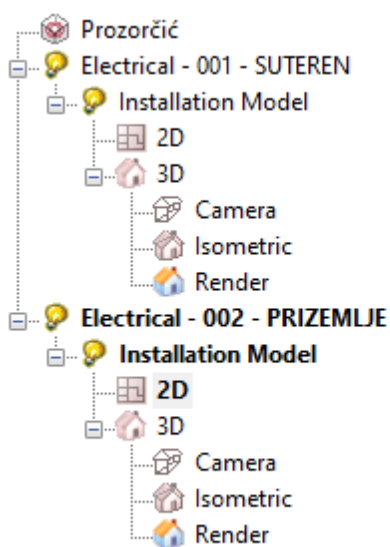 Prozorčić
Electrical - 001 - SUTEREN
Installation Model
2D
3D
Camera
Isometric
Render
Electrical - 002 - PRIZEMLJE
Installation Model
2D
3D
Camera
Isometric
Render